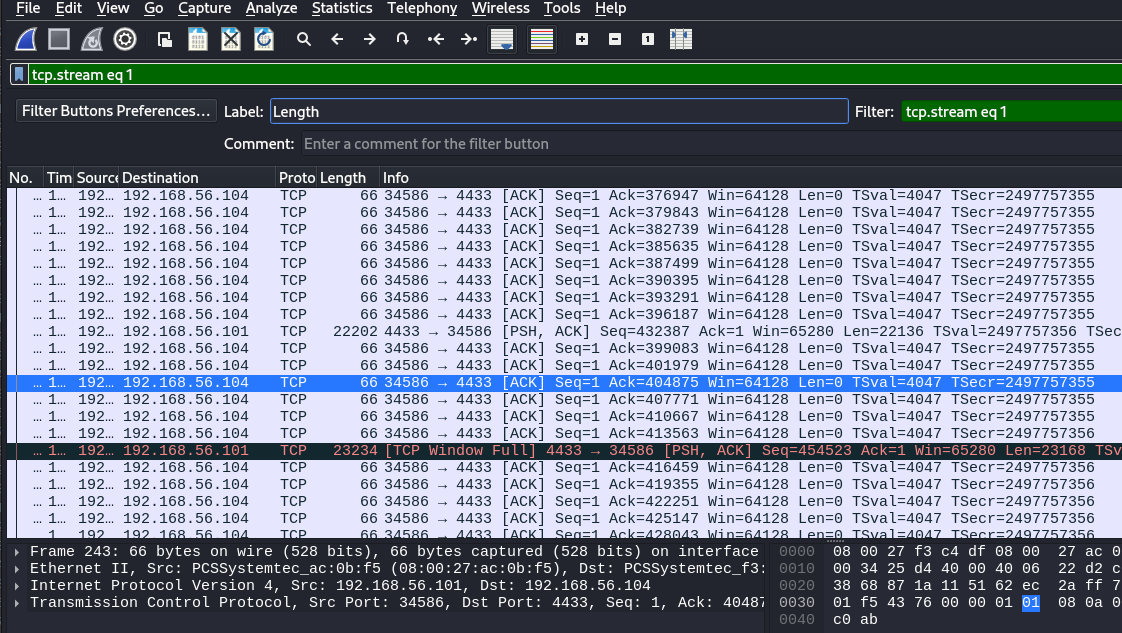 File Edit View Go Capture Analyze Statistics Telephony Wireless Tools Help
tcp.stream eq 1
Filter Buttons Preferences... Label: Length Filter: tcp.stream eq 1
Comment: Enter a comment for the filter button
No. Tim Source Destination Proto Length Info
... 1... 192... 192.168.56.104 TCP 66 34586 → 4433 [ACK] Seq=1 Ack=376947 Win=64128 Len=0 TSval=4047 TSecr=2497757355
... 1... 192... 192.168.56.104 TCP 66 34586 → 4433 [ACK] Seq=1 Ack=379843 Win=64128 Len=0 TSval=4047 TSecr=2497757355
... 1... 192... 192.168.56.104 TCP 66 34586 → 4433 [ACK] Seq=1 Ack=382739 Win=64128 Len=0 TSval=4047 TSecr=2497757355
... 1... 192... 192.168.56.104 TCP 66 34586 → 4433 [ACK] Seq=1 Ack=385635 Win=64128 Len=0 TSval=4047 TSecr=2497757355
... 1... 192... 192.168.56.104 TCP 66 34586 → 4433 [ACK] Seq=1 Ack=387499 Win=64128 Len=0 TSval=4047 TSecr=2497757355
... 1... 192... 192.168.56.104 TCP 66 34586 → 4433 [ACK] Seq=1 Ack=390395 Win=64128 Len=0 TSval=4047 TSecr=2497757355
... 1... 192... 192.168.56.104 TCP 66 34586 → 4433 [ACK] Seq=1 Ack=393291 Win=64128 Len=0 TSval=4047 TSecr=2497757355
... 1... 192... 192.168.56.104 TCP 66 34586 → 4433 [ACK] Seq=1 Ack=396187 Win=64128 Len=0 TSval=4047 TSecr=2497757355
... 1... 192... 192.168.56.101 TCP 22202 4433 → 34586 [PSH, ACK] Seq=432387 Ack=1 Win=65280 Len=22136 TSval=2497757356 TSec
... 1... 192... 192.168.56.104 TCP 66 34586 → 4433 [ACK] Seq=1 Ack=399083 Win=64128 Len=0 TSval=4047 TSecr=2497757355
... 1... 192... 192.168.56.104 TCP 66 34586 → 4433 [ACK] Seq=1 Ack=401979 Win=64128 Len=0 TSval=4047 TSecr=2497757355
... 1... 192... 192.168.56.104 TCP 66 34586 → 4433 [ACK] Seq=1 Ack=404875 Win=64128 Len=0 TSval=4047 TSecr=2497757355
... 1... 192... 192.168.56.104 TCP 66 34586 → 4433 [ACK] Seq=1 Ack=407771 Win=64128 Len=0 TSval=4047 TSecr=2497757355
... 1... 192... 192.168.56.104 TCP 66 34586 → 4433 [ACK] Seq=1 Ack=410667 Win=64128 Len=0 TSval=4047 TSecr=2497757355
... 1... 192... 192.168.56.104 TCP 66 34586 → 4433 [ACK] Seq=1 Ack=413563 Win=64128 Len=0 TSval=4047 TSecr=2497757355
... 1... 192... 192.168.56.101 TCP 23234 [TCP Window Full] 4433 → 34586 [PSH, ACK] Seq=454523 Ack=1 Win=65280 Len=23168 TSv
... 1... 192... 192.168.56.104 TCP 66 34586 → 4433 [ACK] Seq=1 Ack=416459 Win=64128 Len=0 TSval=4047 TSecr=2497757356
... 1... 192... 192.168.56.104 TCP 66 34586 → 4433 [ACK] Seq=1 Ack=419355 Win=64128 Len=0 TSval=4047 TSecr=2497757356
... 1... 192... 192.168.56.104 TCP 66 34586 → 4433 [ACK] Seq=1 Ack=422251 Win=64128 Len=0 TSval=4047 TSecr=2497757356
... 1... 192... 192.168.56.104 TCP 66 34586 → 4433 [ACK] Seq=1 Ack=425147 Win=64128 Len=0 TSval=4047 TSecr=2497757356
... 1... 192... 192.168.56.104 TCP 66 34586 → 4433 [ACK] Seq=1 Ack=428043 Win=64128 Len=0 TSval=4047 TSecr=2497757356
Frame 243: 66 bytes on wire (528 bits), 66 bytes captured (528 bits) on interface
Ethernet II, Src: PCSSystemtec_ac:0b:f5 (08:00:27:ac:0b:f5), Dst: PCSSystemtec_f3:
Internet Protocol Version 4, Src: 192.168.56.101, Dst: 192.168.56.104
Transmission Control Protocol, Src Port: 34586, Dst Port: 4433, Seq: 1, Ack: 40487
0000 08 00 27 f3 c4 df 08 00 27 ac 0
0010 00 34 25 d4 40 00 40 06 22 d2 c
0020 38 68 87 1a 11 51 62 ec 2a ff 7
0030 01 f5 43 76 00 00 01 01 08 0a 0
0040 c0 ab